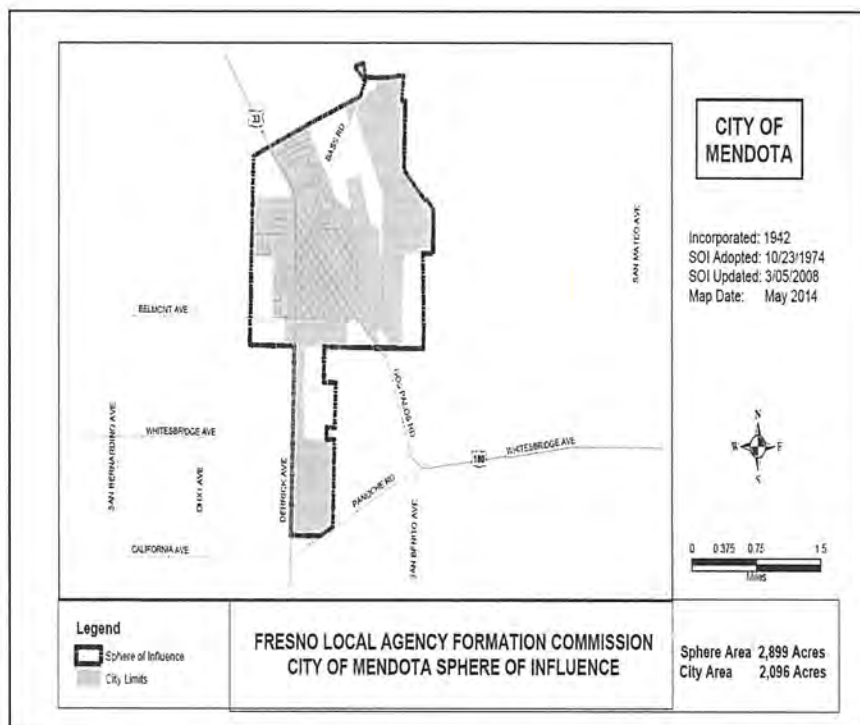 CITY OF
MENDOTA
Incorporated: 1942
SOI Adopted: 10/23/1974
SOI Updated: 3/05/2008
Map Date: May 2014
33
BASS RD
SAN MATEO AVE
BELMONT AVE
SAN BERNARDINO AVE
WHITESBRIDGE AVE
OHIO AVE
DERRICK AVE
CALIFORNIA AVE
PANOCHE RD
SAN BENITO AVE
180
WHITESBRIDGE AVE
N
W
E
S
0 0.375 0.75 1.5
Miles
Legend
Sphere of Influence
City Limits
FRESNO LOCAL AGENCY FORMATION COMMISSION
CITY OF MENDOTA SPHERE OF INFLUENCE
Sphere Area 2,899 Acres
City Area 2,096 Acres